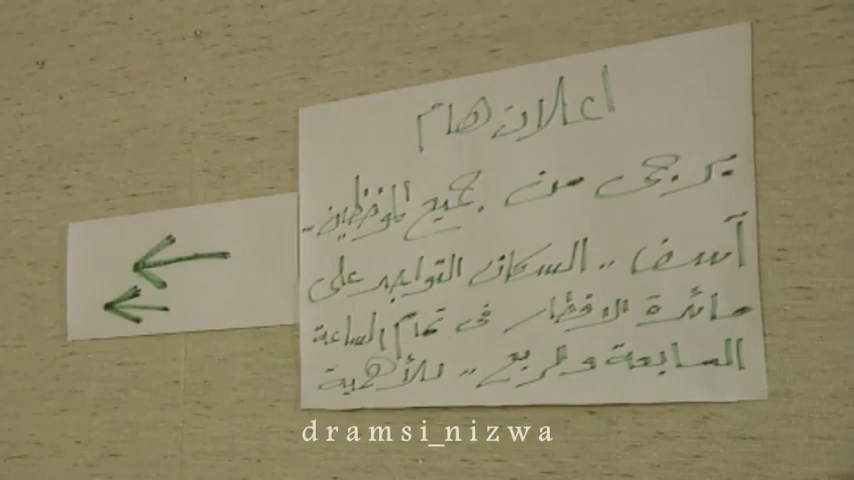 اعلان هام
يرجى من جميع الموظفين ..
آسف .. السكان التواجد على
مائدة الافطار في تمام الساعة
السابعة والربع .. للأهمية
dramsi_nizwa